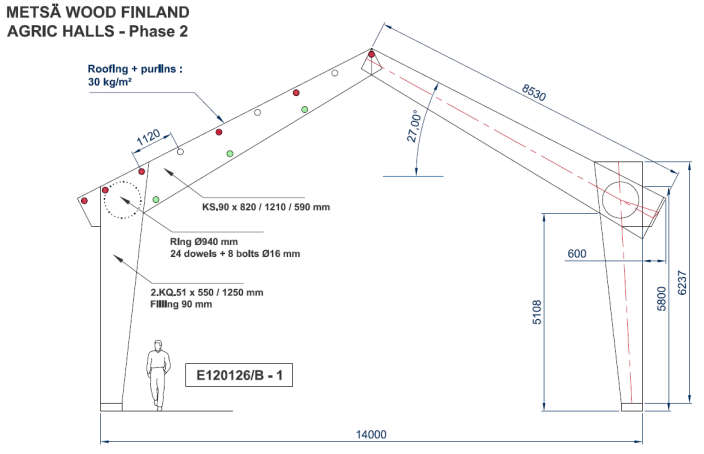 METSÄ WOOD FINLAND
AGRIC HALLS - Phase 2
Roofing + purlins :
30 kg/m²
1120
8530
27,00°
KS.90 x 820 / 1210 / 590 mm
Ring Ø940 mm
24 dowels + 8 bolts Ø16 mm
2.KQ.51 x 550 / 1250 mm
Filling 90 mm
600
5108
5800
6237
E120126/B - 1
14000